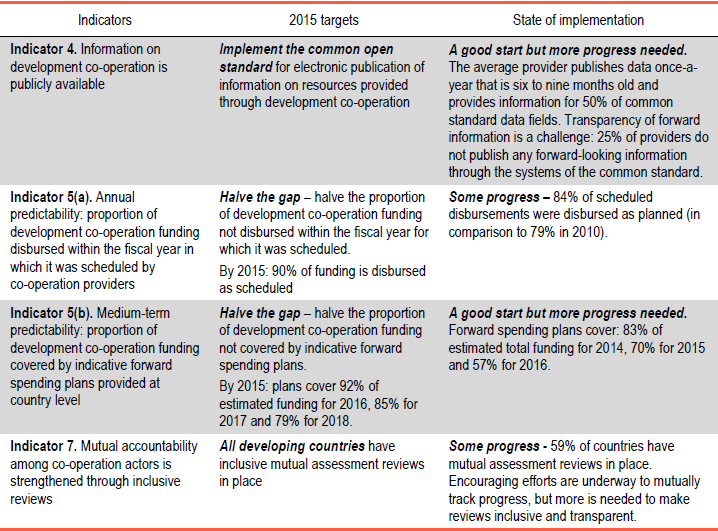 Indicators
2015 targets
State of implementation
Indicator 4. Information on
development co-operation is
publicly available
Implement the common open
standard for electronic publication of
information on resources provided
through development co-operation
A good start but more progress needed.
The average provider publishes data once-a-
year that is six to nine months old and
provides information for 50% of common
standard data fields. Transparency of forward
information is a challenge: 25% of providers do
not publish any forward-looking information
through the systems of the common standard.
Indicator 5(a). Annual
predictability: proportion of
development co-operation funding
disbursed within the fiscal year in
which it was scheduled by
co-operation providers
Halve the gap – halve the proportion
of development co-operation funding
not disbursed within the fiscal year for
which it was scheduled.
By 2015: 90% of funding is disbursed
as scheduled
Some progress – 84% of scheduled
disbursements were disbursed as planned (in
comparison to 79% in 2010).
Indicator 5(b). Medium-term
predictability: proportion of
development co-operation funding
covered by indicative forward
spending plans provided at
country level
Halve the gap – halve the proportion
of development co-operation funding
not covered by indicative forward
spending plans.
By 2015: plans cover 92% of
estimated funding for 2016, 85% for
2017 and 79% for 2018.
A good start but more progress needed.
Forward spending plans cover: 83% of
estimated total funding for 2014, 70% for 2015
and 57% for 2016.
Indicator 7. Mutual accountability
among co-operation actors is
strengthened through inclusive
reviews
All developing countries have
inclusive mutual assessment reviews
in place
Some progress - 59% of countries have
mutual assessment reviews in place.
Encouraging efforts are underway to mutually
track progress, but more is needed to make
reviews inclusive and transparent.